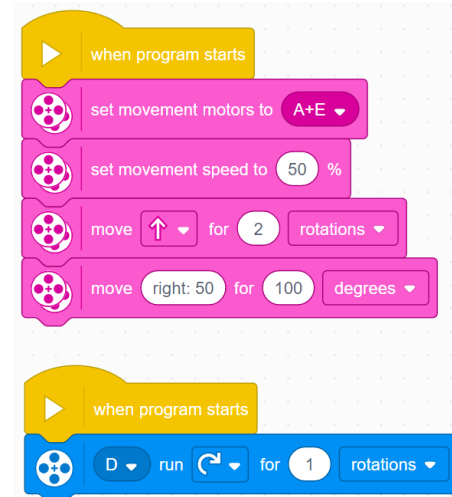 when program starts
set movement motors to A+E
set movement speed to 50 %
move for 2 rotations
move right: 50 for 100 degrees
when program starts
D run for 1 rotations